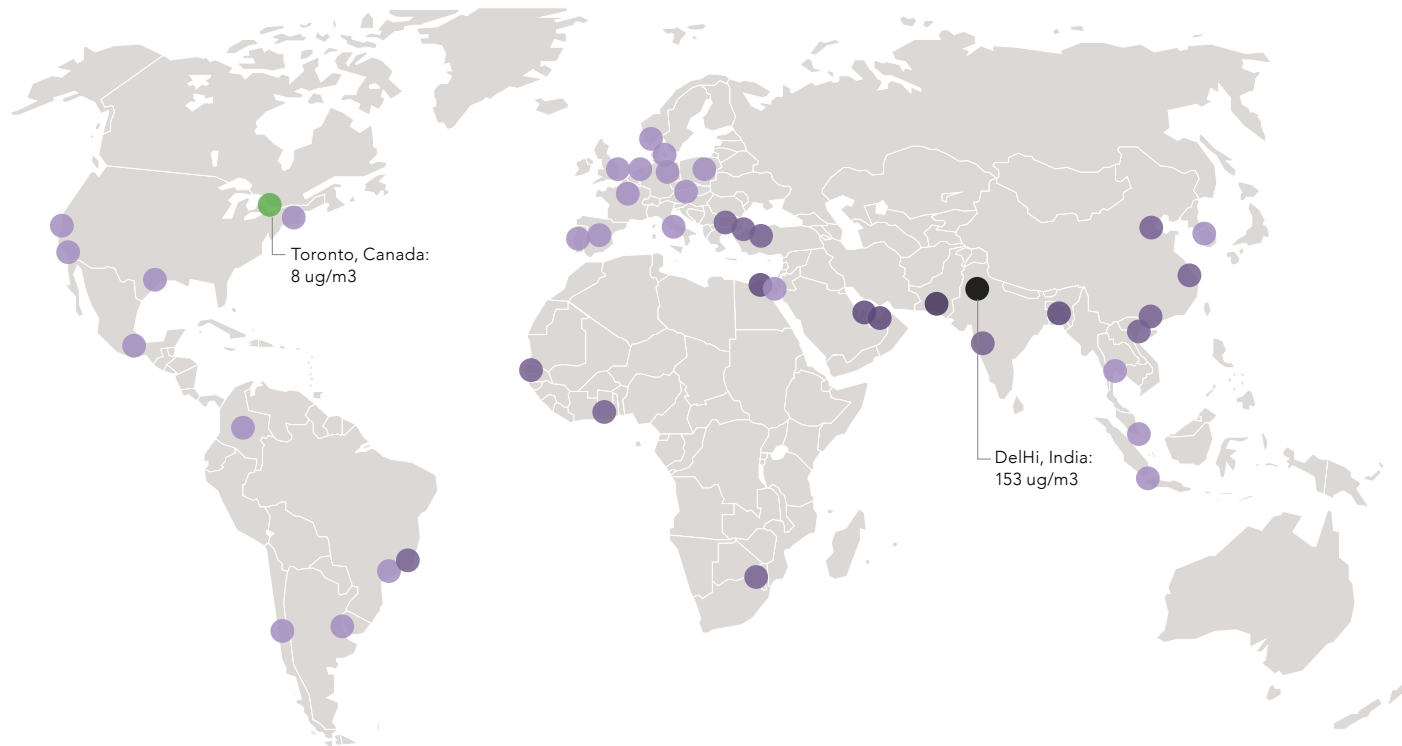 Toronto, Canada:
8 ug/m3
DelHi, India:
153 ug/m3